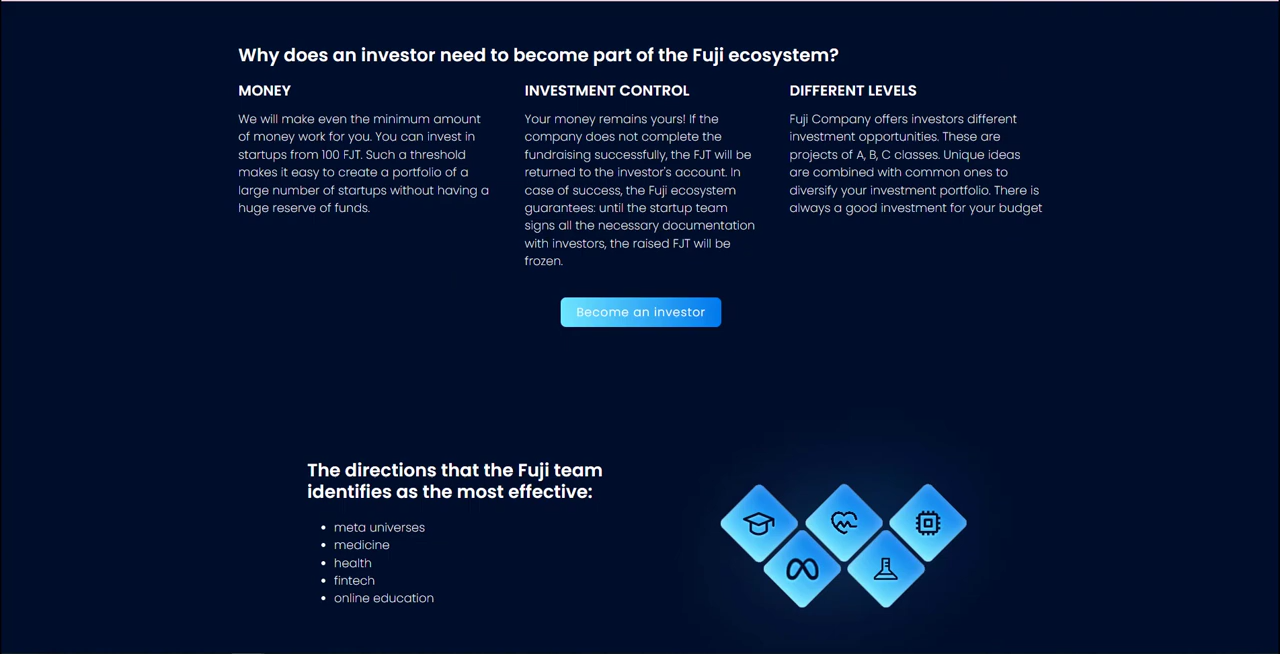 Why does an investor need to become part of the Fuji ecosystem?
MONEY
We will make even the minimum amount
of money work for you. You can invest in
startups from 100 FJT. Such a threshold
makes it easy to create a portfolio of a
large number of startups without having a
huge reserve of funds.
INVESTMENT CONTROL
Your money remains yours! If the
company does not complete the
fundraising successfully, the FJT will be
returned to the investor's account. In
case of success, the Fuji ecosystem
guarantees: until the startup team
signs all the necessary documentation
with investors, the raised FJT will be
frozen.
DIFFERENT LEVELS
Fuji Company offers investors different
investment opportunities. These are
projects of A, B, C classes. Unique ideas
are combined with common ones to
diversify your investment portfolio. There is
always a good investment for your budget
Become an investor
The directions that the Fuji team
identifies as the most effective:
• meta universes
• medicine
• health
• fintech
• online education